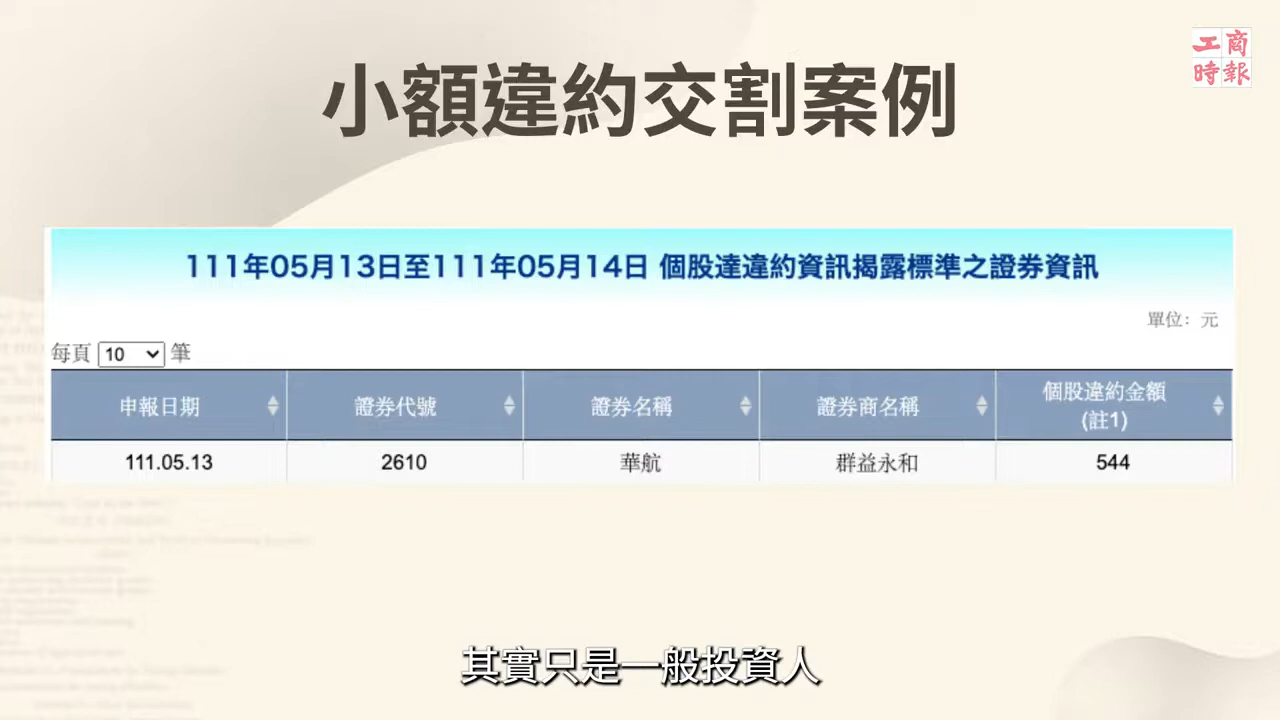 工商
時報
小額違約交割案例
111年05月13日至111年05月14日 個股達違約資訊揭露標準之證券資訊
單位：元
每頁 10 筆
申報日期 證券代號 證券名稱 證券商名稱 個股違約金額
(註1)
111.05.13 2610 華航 群益永和 544
其實只是一般投資人